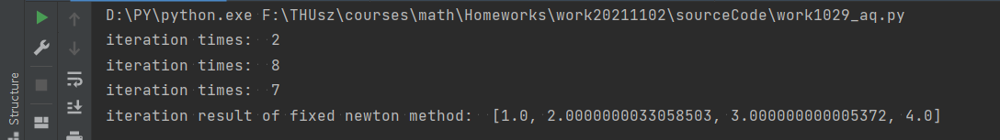 D:\PY\python.exe F:\THUsz\courses\math\Homeworks\work20211102\sourceCode\work1029_aq.py
iteration times:  2
iteration times:  8
iteration times:  7
iteration result of fixed newton method:  [1.0, 2.0000000033058503, 3.000000000005372, 4.0]
Structure